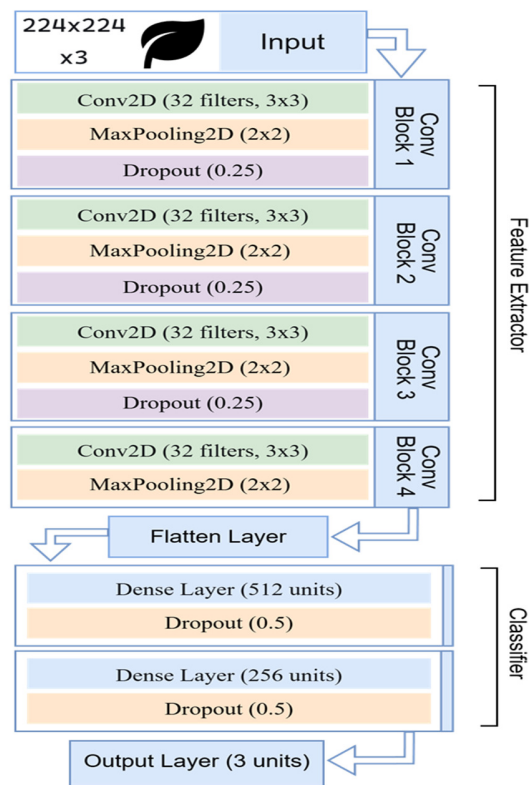 224x224
x3
Input
Conv2D (32 filters, 3x3)
MaxPooling2D (2x2)
Dropout (0.25)
Conv
Block 1
Conv2D (32 filters, 3x3)
MaxPooling2D (2x2)
Dropout (0.25)
Conv
Block 2
Conv2D (32 filters, 3x3)
MaxPooling2D (2x2)
Dropout (0.25)
Conv
Block 3
Conv2D (32 filters, 3x3)
MaxPooling2D (2x2)
Conv
Block 4
Feature Extractor
Flatten Layer
Dense Layer (512 units)
Dropout (0.5)
Dense Layer (256 units)
Dropout (0.5)
Classifier
Output Layer (3 units)